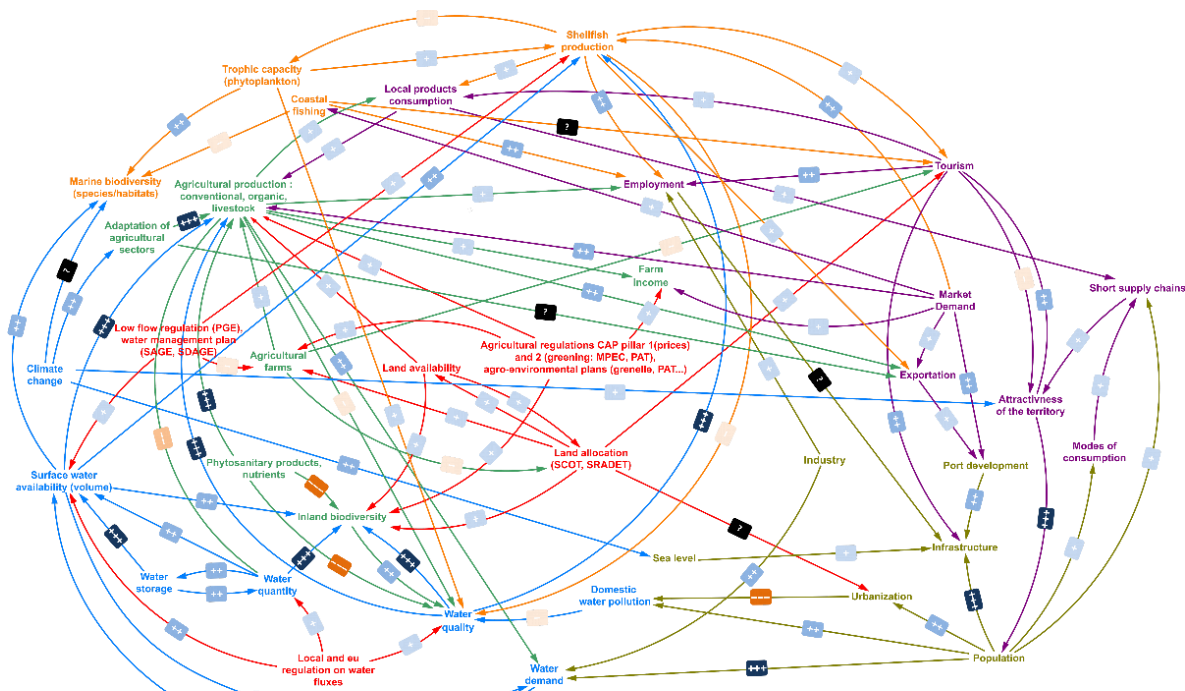 Shellfish
production
Trophic capacity
(phytoplankton)
Coastal
fishing
Local products
consumption
Tourism
Marine biodiversity
(species/habitats)
Agricultural production :
conventional, organic,
livestock
Employment
Adaptation of
agricultural
sectors
Farm
income
Market
Demand
Short supply chains
Low flow regulation (PGE),
water management plan
(SAGE, SDAGE)
Agricultural
farms
Land availability
Agricultural regulations CAP pillar 1(prices)
and 2 (greening: MPEC, PAT),
agro-environmental plans (grenelle, PAT...)
Climate
change
Exportation
Attractivness
of the territory
Modes of
consumption
Land allocation
(SCOT, SRADET)
Industry
Port development
Surface water
availability (volume)
Phytosanitary products,
nutrients
Inland biodiversity
Sea level
Infrastructure
Water
storage
Water
quantity
Domestic
water pollution
Urbanization
Water
quality
Local and eu
regulation on water
fluxes
Water
demand
Population